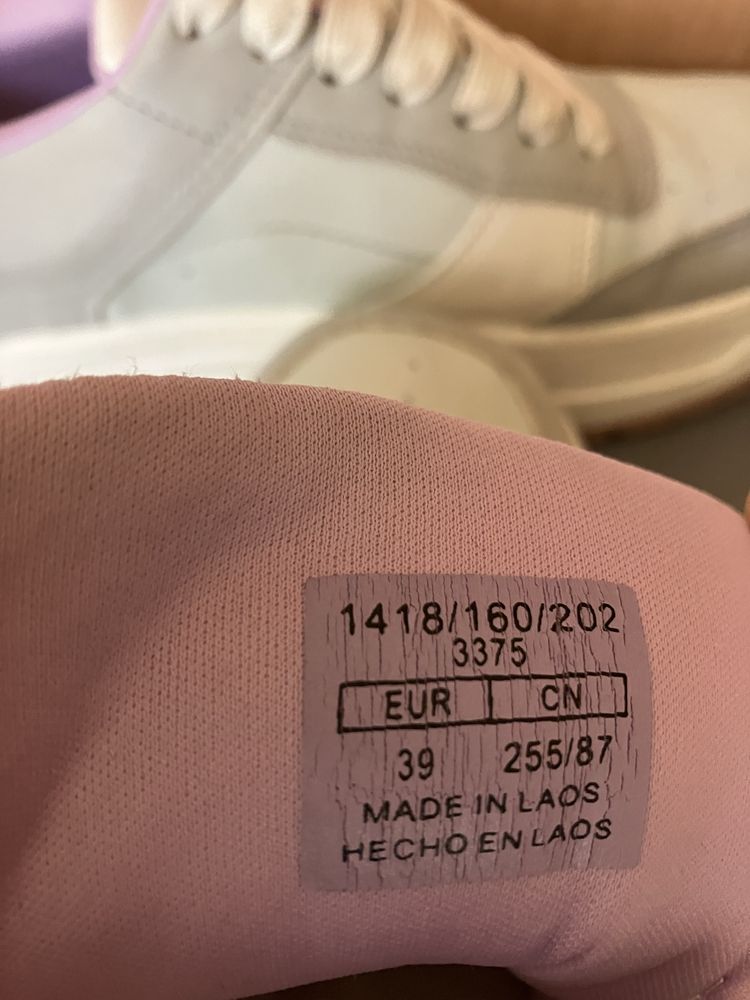 1418/160/202
3375
EUR CN
39 255/87
MADE IN LAOS
HECHO EN LAOS